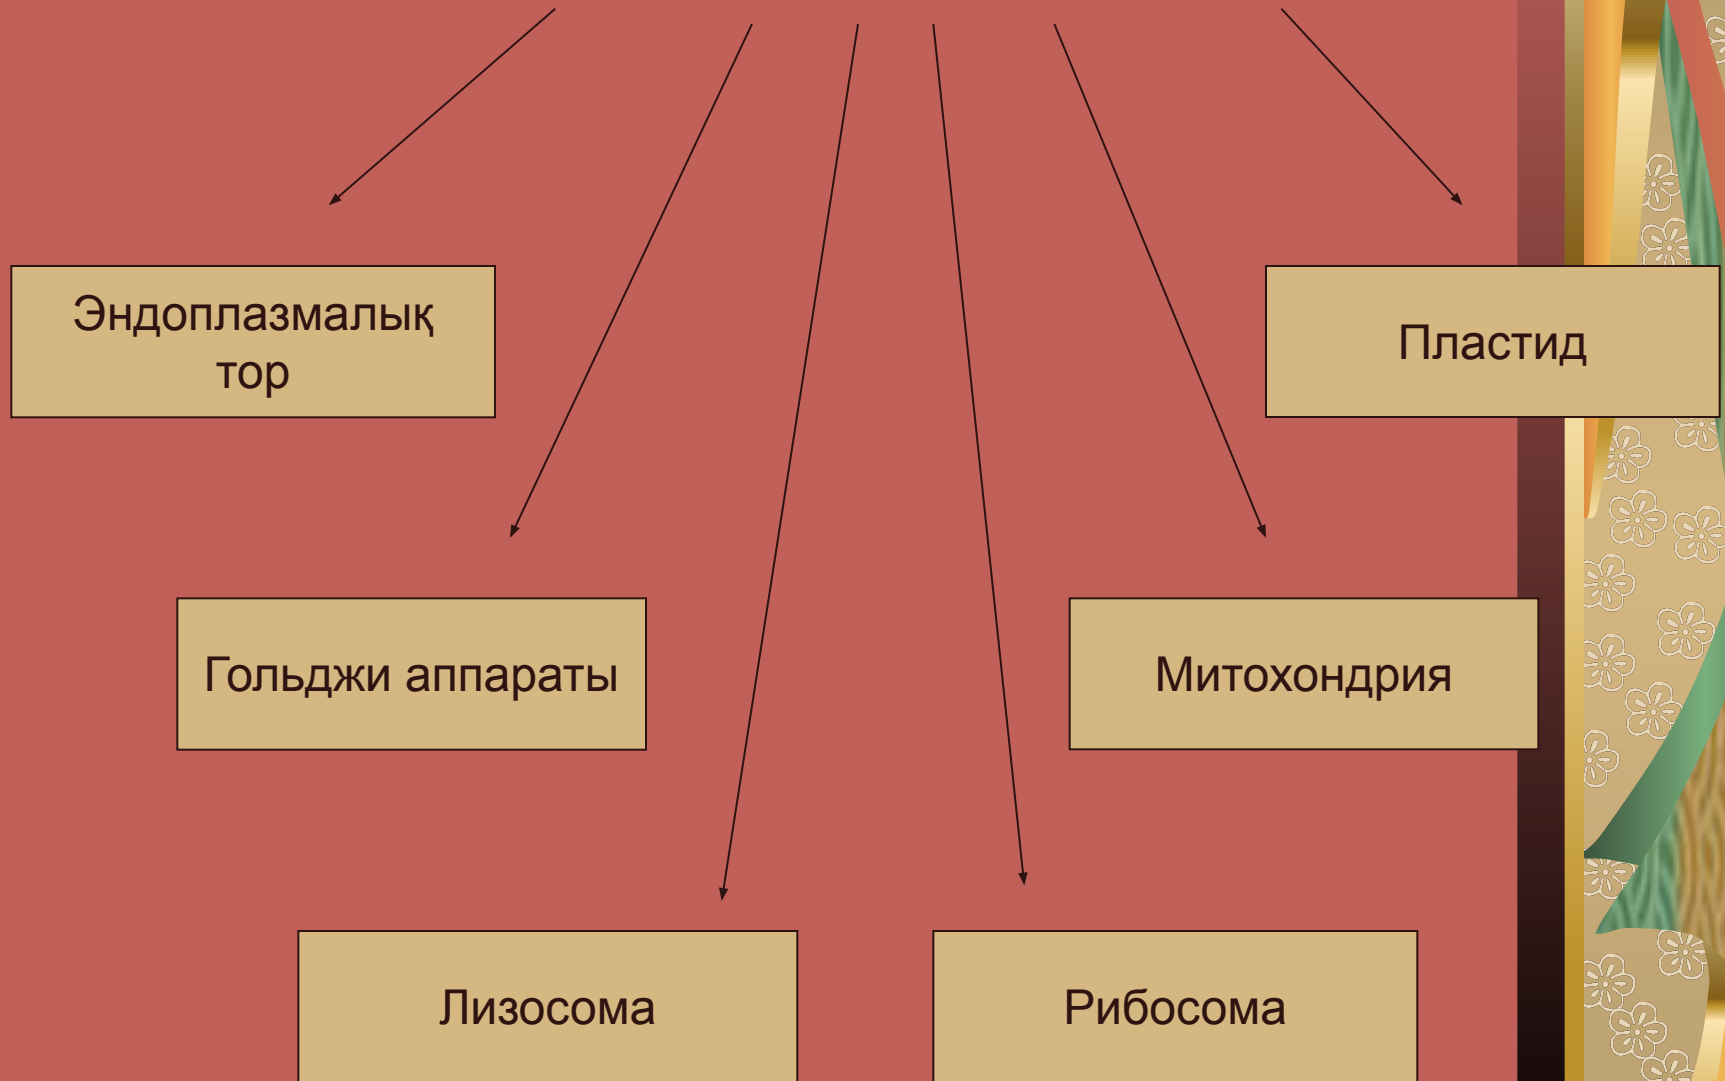 Эндоплазмалық
тор
Пластид
Гольджи аппараты
Митохондрия
Лизосома
Рибосома